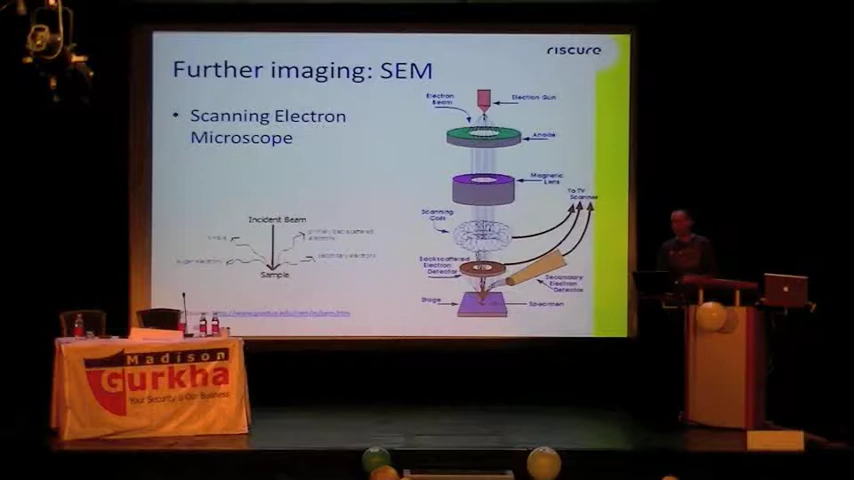 riscure
Further imaging: SEM
• Scanning Electron
Microscope
Electron
Beam
Electron Gun
Anode
Magnetic
Lens
To TV
Scanner
Scanning
Coils
Incident Beam
Sample
Backscattered
Electron
Detector
Secondary
Electron
Detector
Stage
Specimen
Madison
Gurkha
Your Security is Our Business